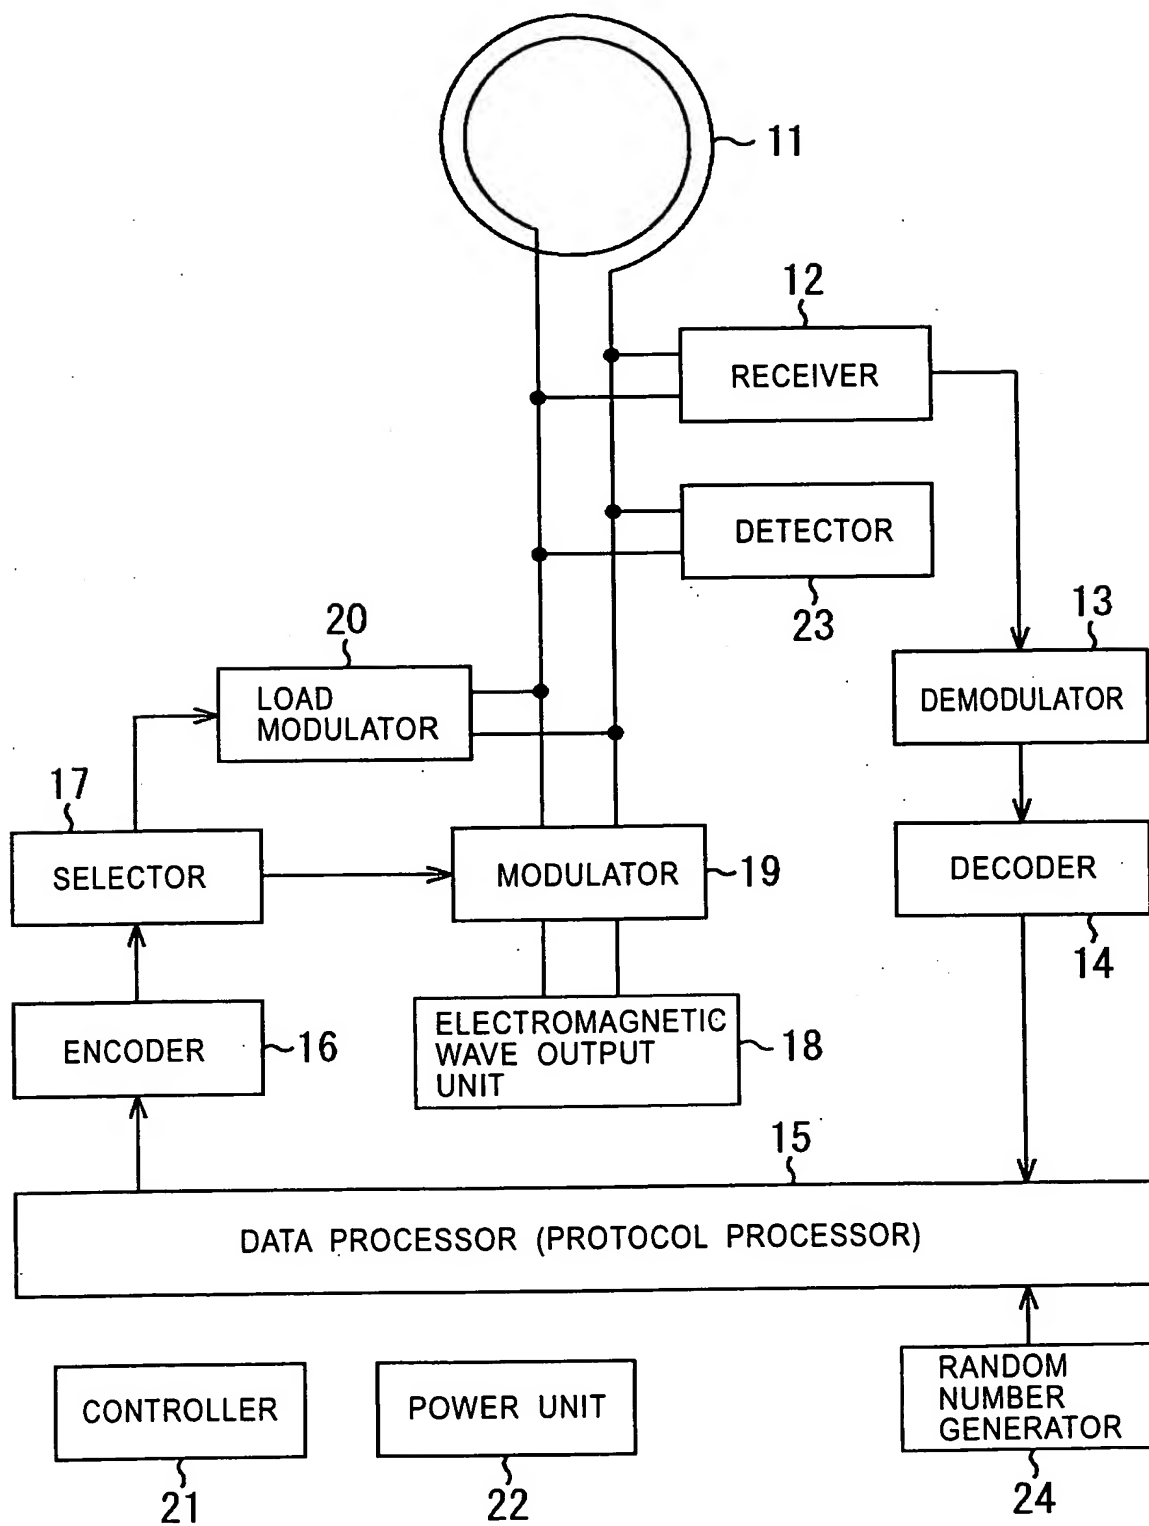 11
12
RECEIVER
DETECTOR
23
13
20
LOAD
MODULATOR
DEMODULATOR
17
SELECTOR
MODULATOR
19
DECODER
14
ENCODER
16
ELECTROMAGNETIC
WAVE OUTPUT
UNIT
18
15
DATA PROCESSOR (PROTOCOL PROCESSOR)
CONTROLLER
21
POWER UNIT
22
RANDOM
NUMBER
GENERATOR
24